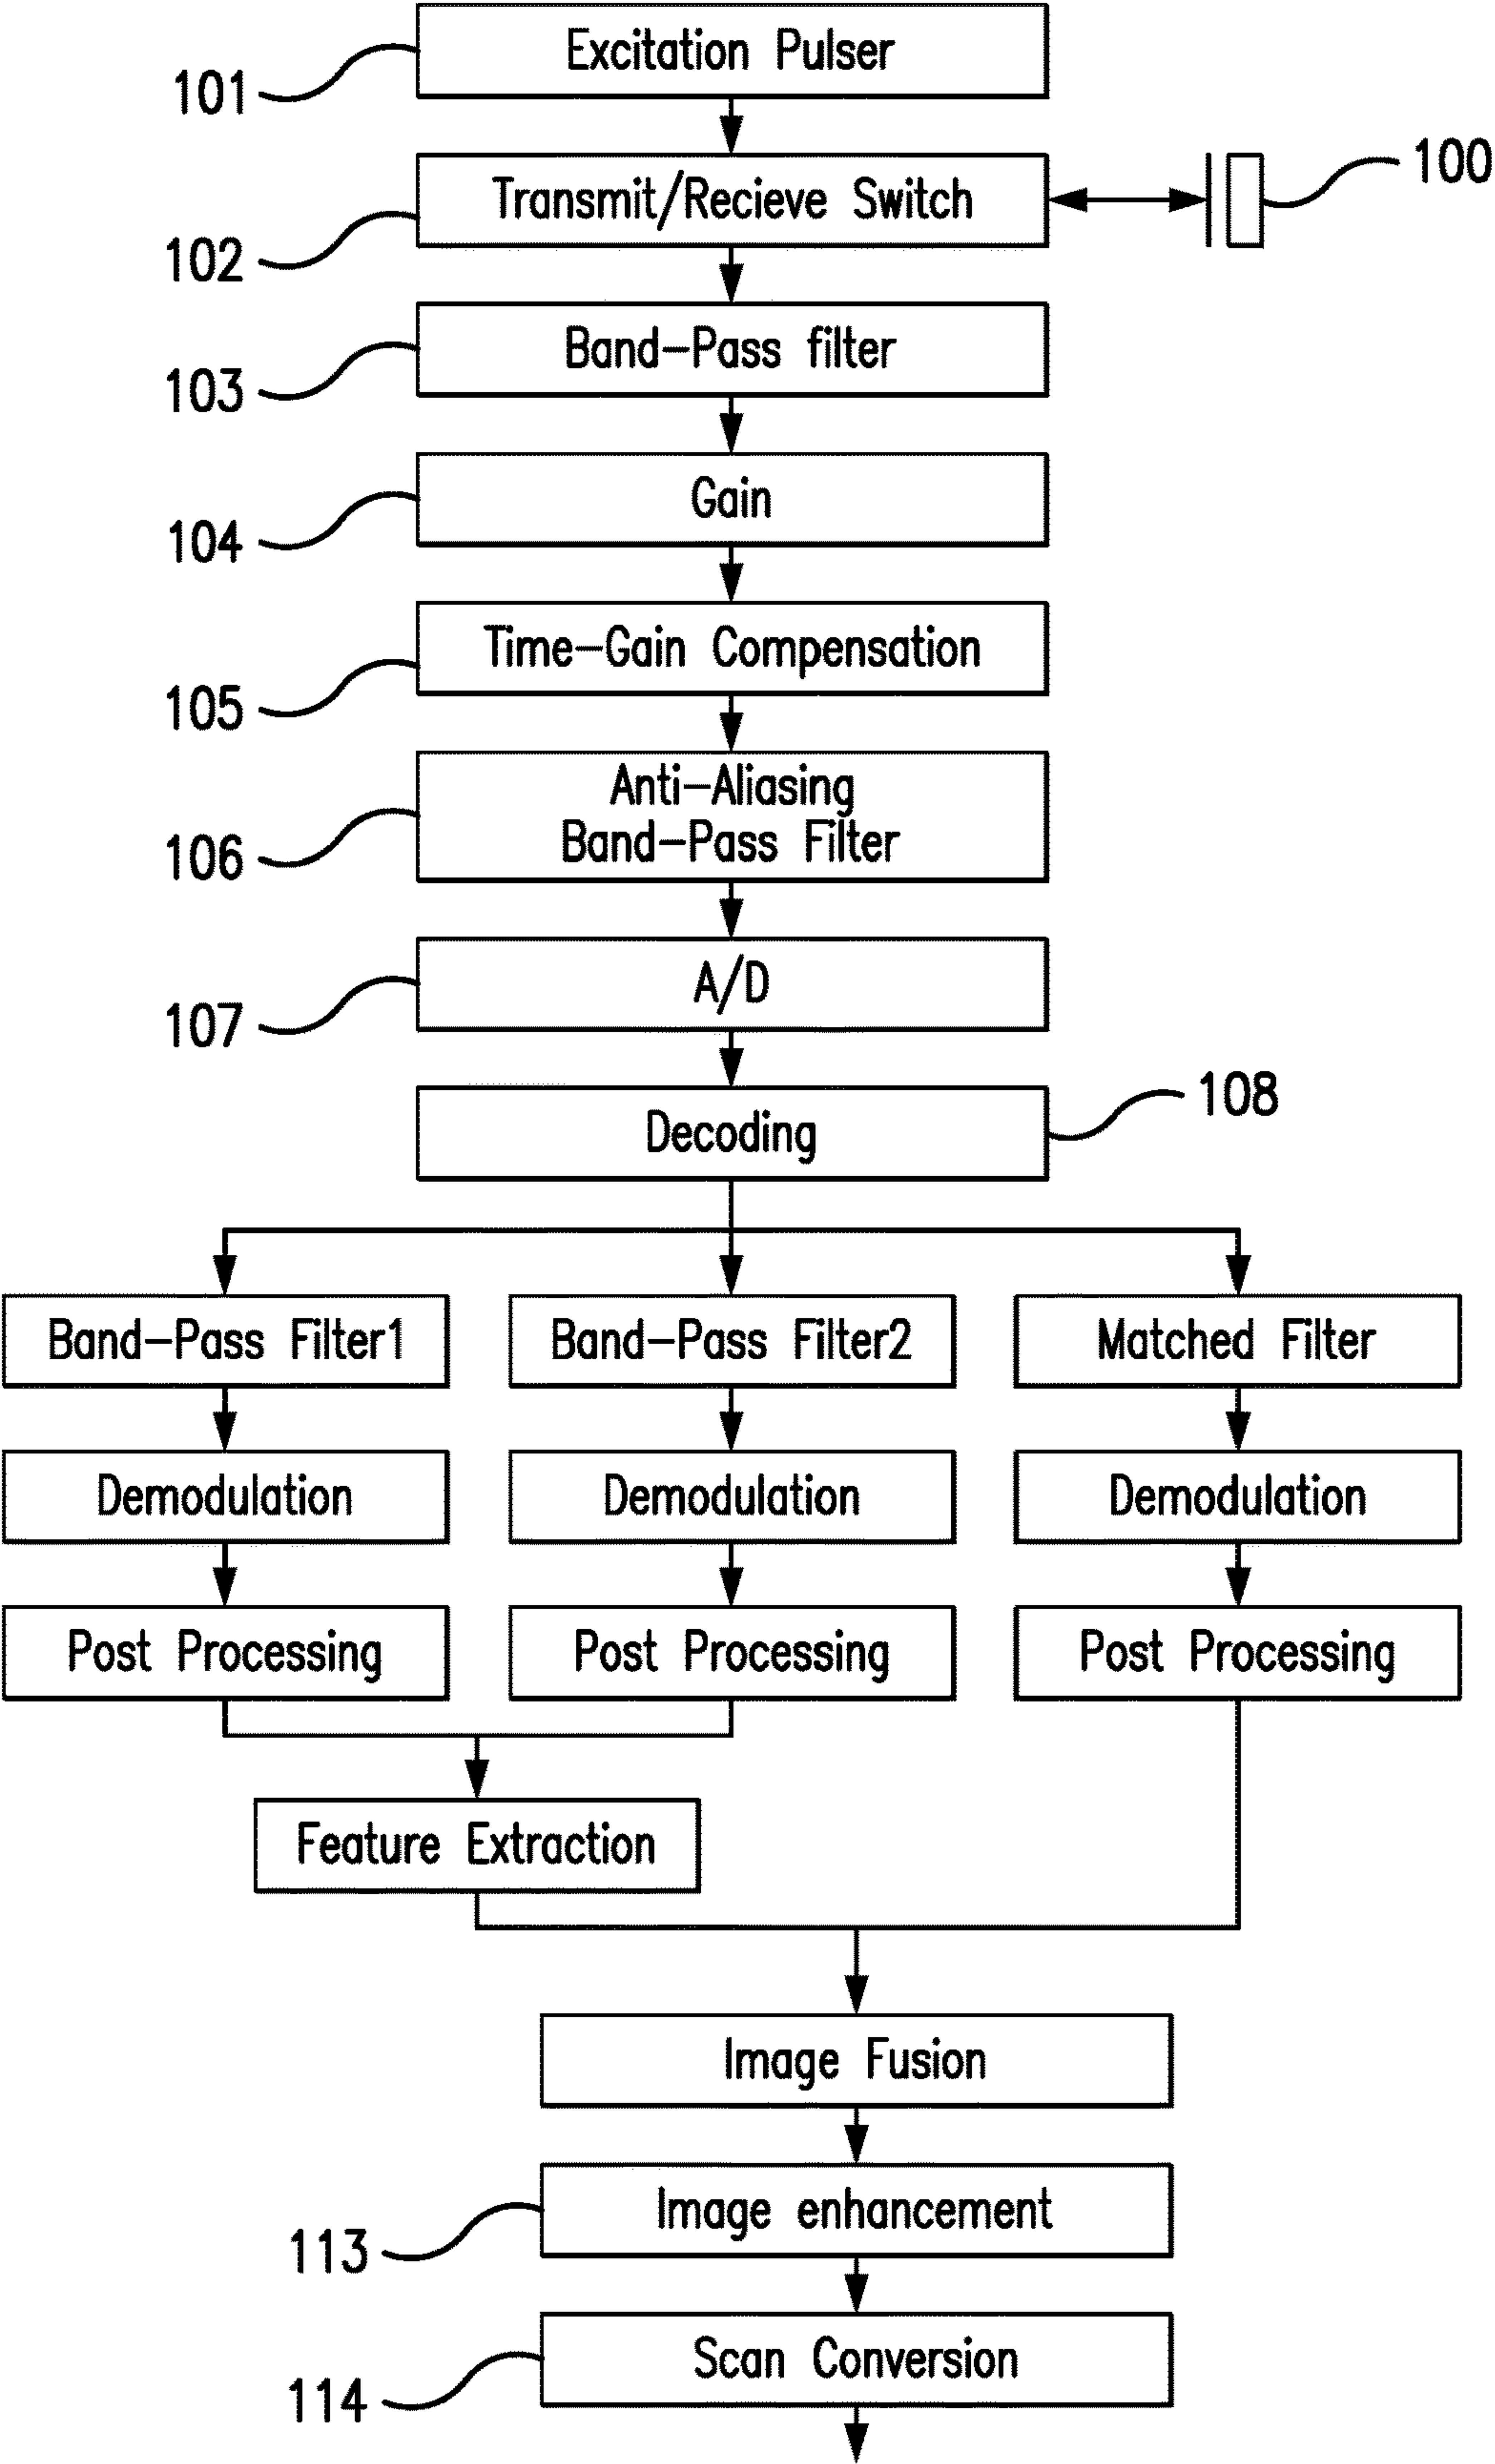 Excitation Pulser
101
Transmit/Recieve Switch
100
102
Band-Pass filter
103
Gain
104
Time-Gain Compensation
105
Anti-Aliasing
Band-Pass Filter
106
A/D
107
Decoding
108
Band-Pass Filter1
Band-Pass Filter2
Matched Filter
Demodulation
Demodulation
Demodulation
Post Processing
Post Processing
Post Processing
Feature Extraction
Image Fusion
Image enhancement
113
Scan Conversion
114